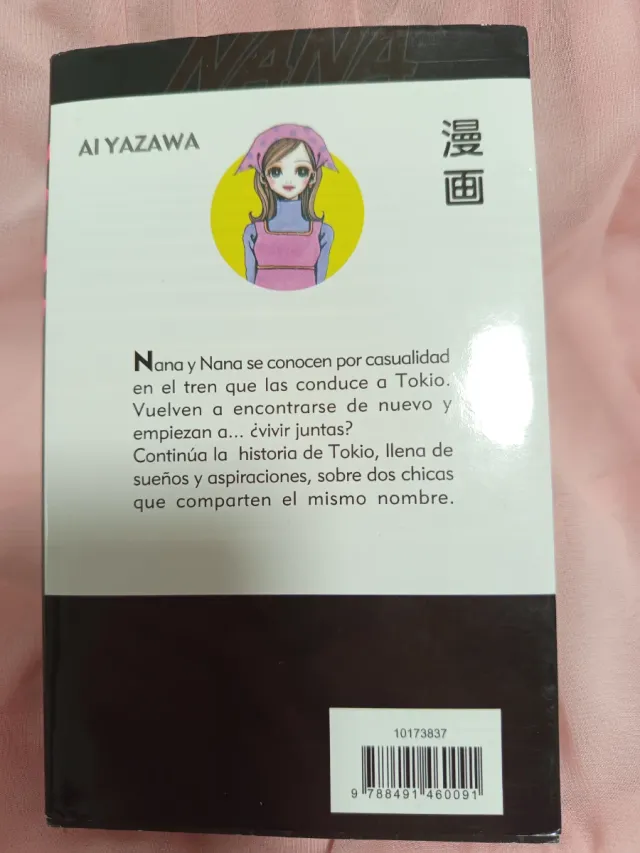 NANA
AI YAZAWA
漫
画
Nana y Nana se conocen por casualidad
en el tren que las conduce a Tokio.
Vuelven a encontrarse de nuevo y
empiezan a... ¿vivir juntas?
Continúa la historia de Tokio, llena de
sueños y aspiraciones, sobre dos chicas
que comparten el mismo nombre.
10173837
9 788491 460091